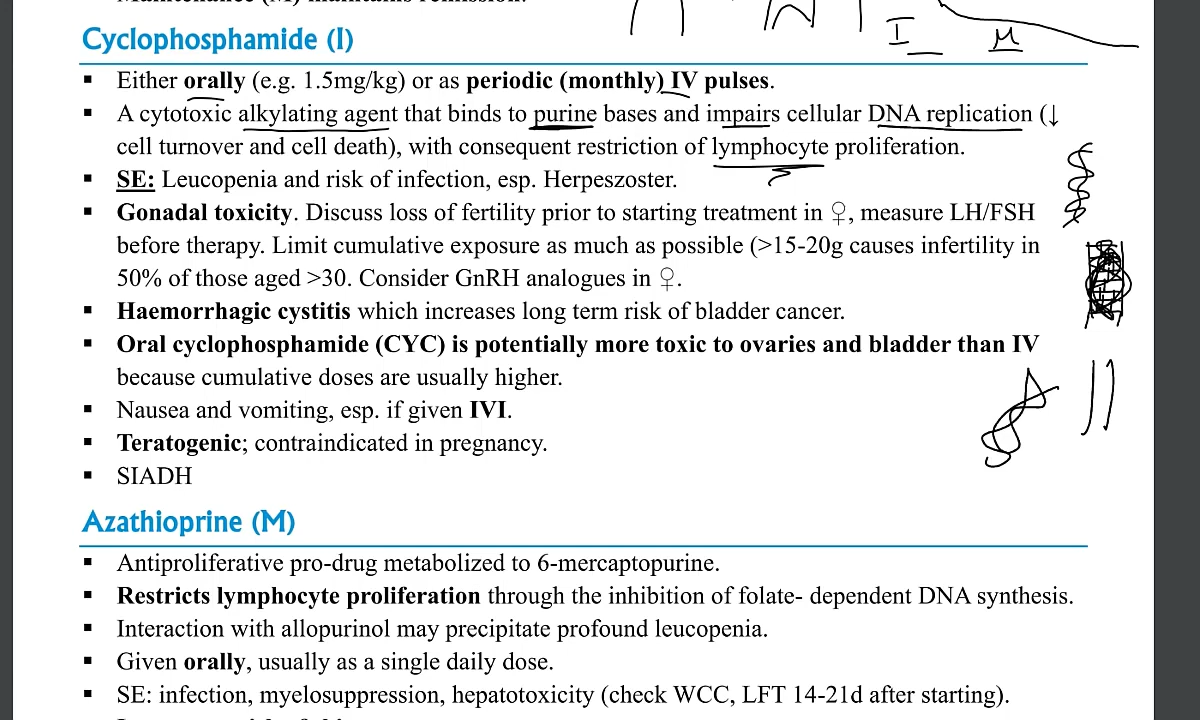 Maintenance (M) maintains remission.
I
M
Cyclophosphamide (I)
▪ Either orally (e.g. 1.5mg/kg) or as periodic (monthly) IV pulses.
▪ A cytotoxic alkylating agent that binds to purine bases and impairs cellular DNA replication (↓
cell turnover and cell death), with consequent restriction of lymphocyte proliferation.
▪ SE: Leucopenia and risk of infection, esp. Herpeszoster.
▪ Gonadal toxicity. Discuss loss of fertility prior to starting treatment in ♀, measure LH/FSH
before therapy. Limit cumulative exposure as much as possible (>15-20g causes infertility in
50% of those aged >30. Consider GnRH analogues in ♀.
▪ Haemorrhagic cystitis which increases long term risk of bladder cancer.
▪ Oral cyclophosphamide (CYC) is potentially more toxic to ovaries and bladder than IV
because cumulative doses are usually higher.
▪ Nausea and vomiting, esp. if given IVI.
▪ Teratogenic; contraindicated in pregnancy.
▪ SIADH
Azathioprine (M)
▪ Antiproliferative pro-drug metabolized to 6-mercaptopurine.
▪ Restricts lymphocyte proliferation through the inhibition of folate- dependent DNA synthesis.
▪ Interaction with allopurinol may precipitate profound leucopenia.
▪ Given orally, usually as a single daily dose.
▪ SE: infection, myelosuppression, hepatotoxicity (check WCC, LFT 14-21d after starting).